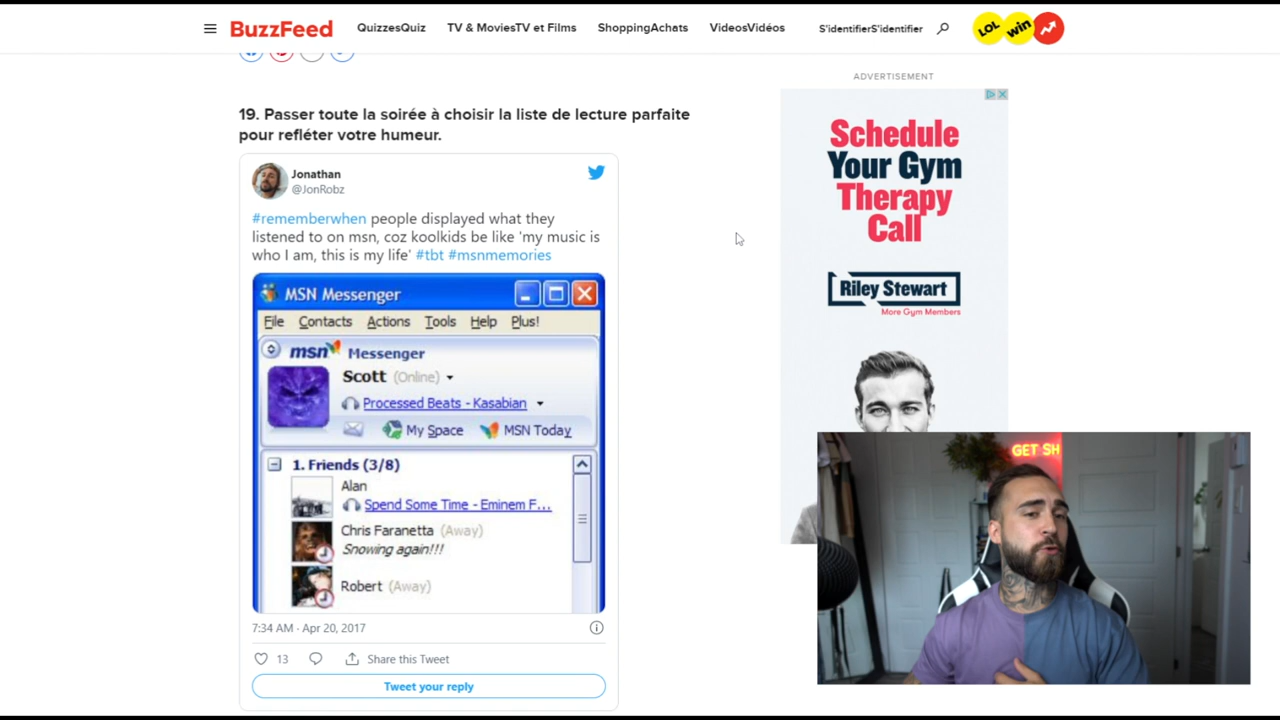 BuzzFeed
QuizzesQuiz
TV & MoviesTV et Films
ShoppingAchats
VideosVidéos
S'identifierS'identifier
LOL
win
19. Passer toute la soirée à choisir la liste de lecture parfaite
pour refléter votre humeur.
Jonathan
@JonRobz
#rememberwhen people displayed what they
listened to on msn, coz koolkids be like 'my music is
who I am, this is my life' #tbt #msnmemories
MSN Messenger
File Contacts Actions Tools Help Plus!
msn Messenger
Scott (Online)
Processed Beats - Kasabian
My Space MSN Today
1. Friends (3/8)
Alan
Spend Some Time - Eminem F...
Chris Faranetta (Away)
Snowing again!!!
Robert (Away)
7:34 AM · Apr 20, 2017
13
Share this Tweet
Tweet your reply
ADVERTISEMENT
Schedule
Your Gym
Therapy
Call
Riley Stewart
More Gym Members
GET SH